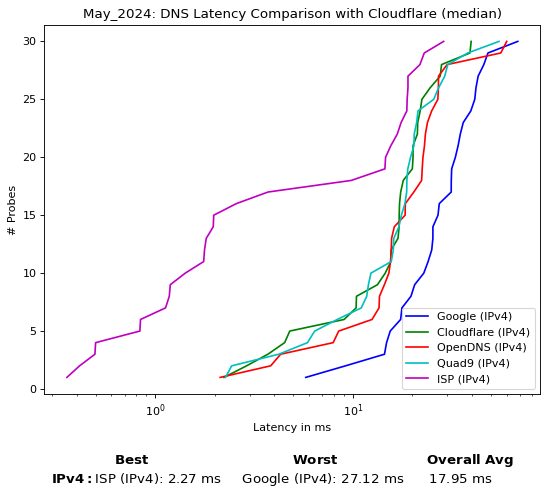 May_2024: DNS Latency Comparison with Cloudflare (median)
30
25
20
15
10
5
0
# Probes
Google (IPv4)
Cloudflare (IPv4)
OpenDNS (IPv4)
Quad9 (IPv4)
ISP (IPv4)
10⁰ 10¹
Latency in ms
Best Worst Overall Avg
IPv4: ISP (IPv4): 2.27 ms Google (IPv4): 27.12 ms 17.95 ms